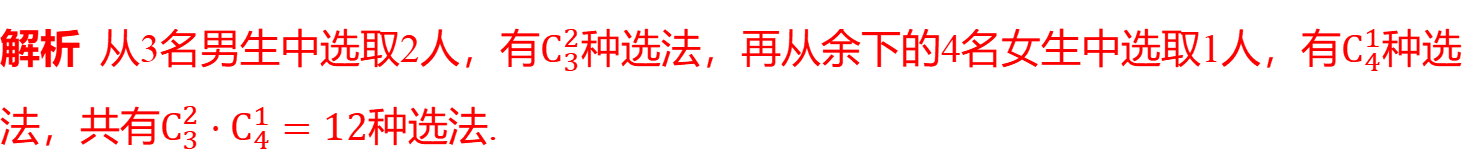 解析 从3名男生中选取2人，有C₃²种选法，再从余下的4名女生中选取1人，有C₄¹种选
法，共有C₃²·C₄¹ = 12种选法.